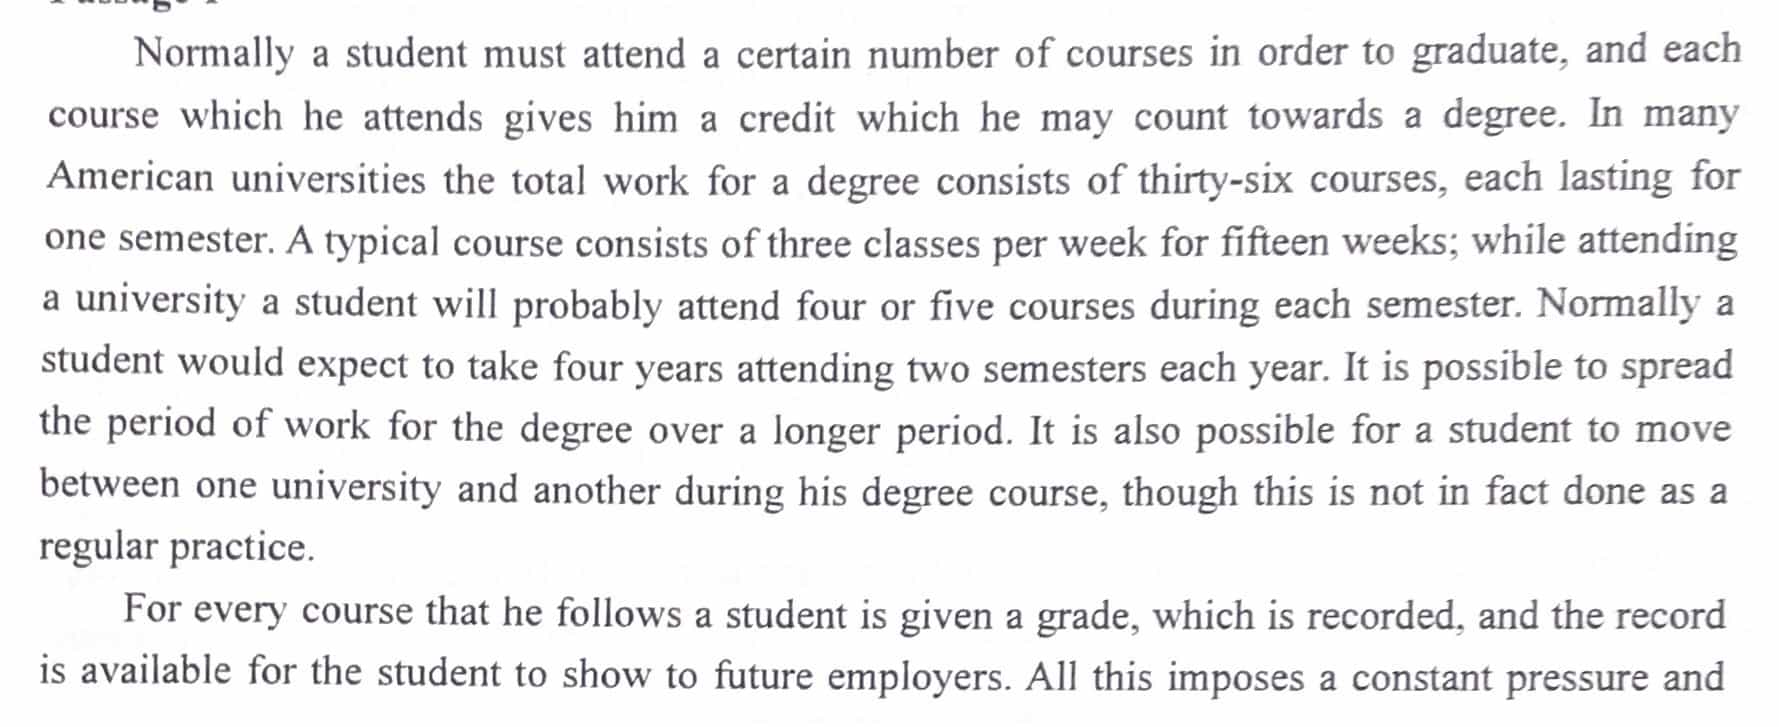 Normally a student must attend a certain number of courses in order to graduate, and each
course which he attends gives him a credit which he may count towards a degree. In many
American universities the total work for a degree consists of thirty-six courses, each lasting for
one semester. A typical course consists of three classes per week for fifteen weeks; while attending
a university a student will probably attend four or five courses during each semester. Normally a
student would expect to take four years attending two semesters each year. It is possible to spread
the period of work for the degree over a longer period. It is also possible for a student to move
between one university and another during his degree course, though this is not in fact done as a
regular practice.
For every course that he follows a student is given a grade, which is recorded, and the record
is available for the student to show to future employers. All this imposes a constant pressure and